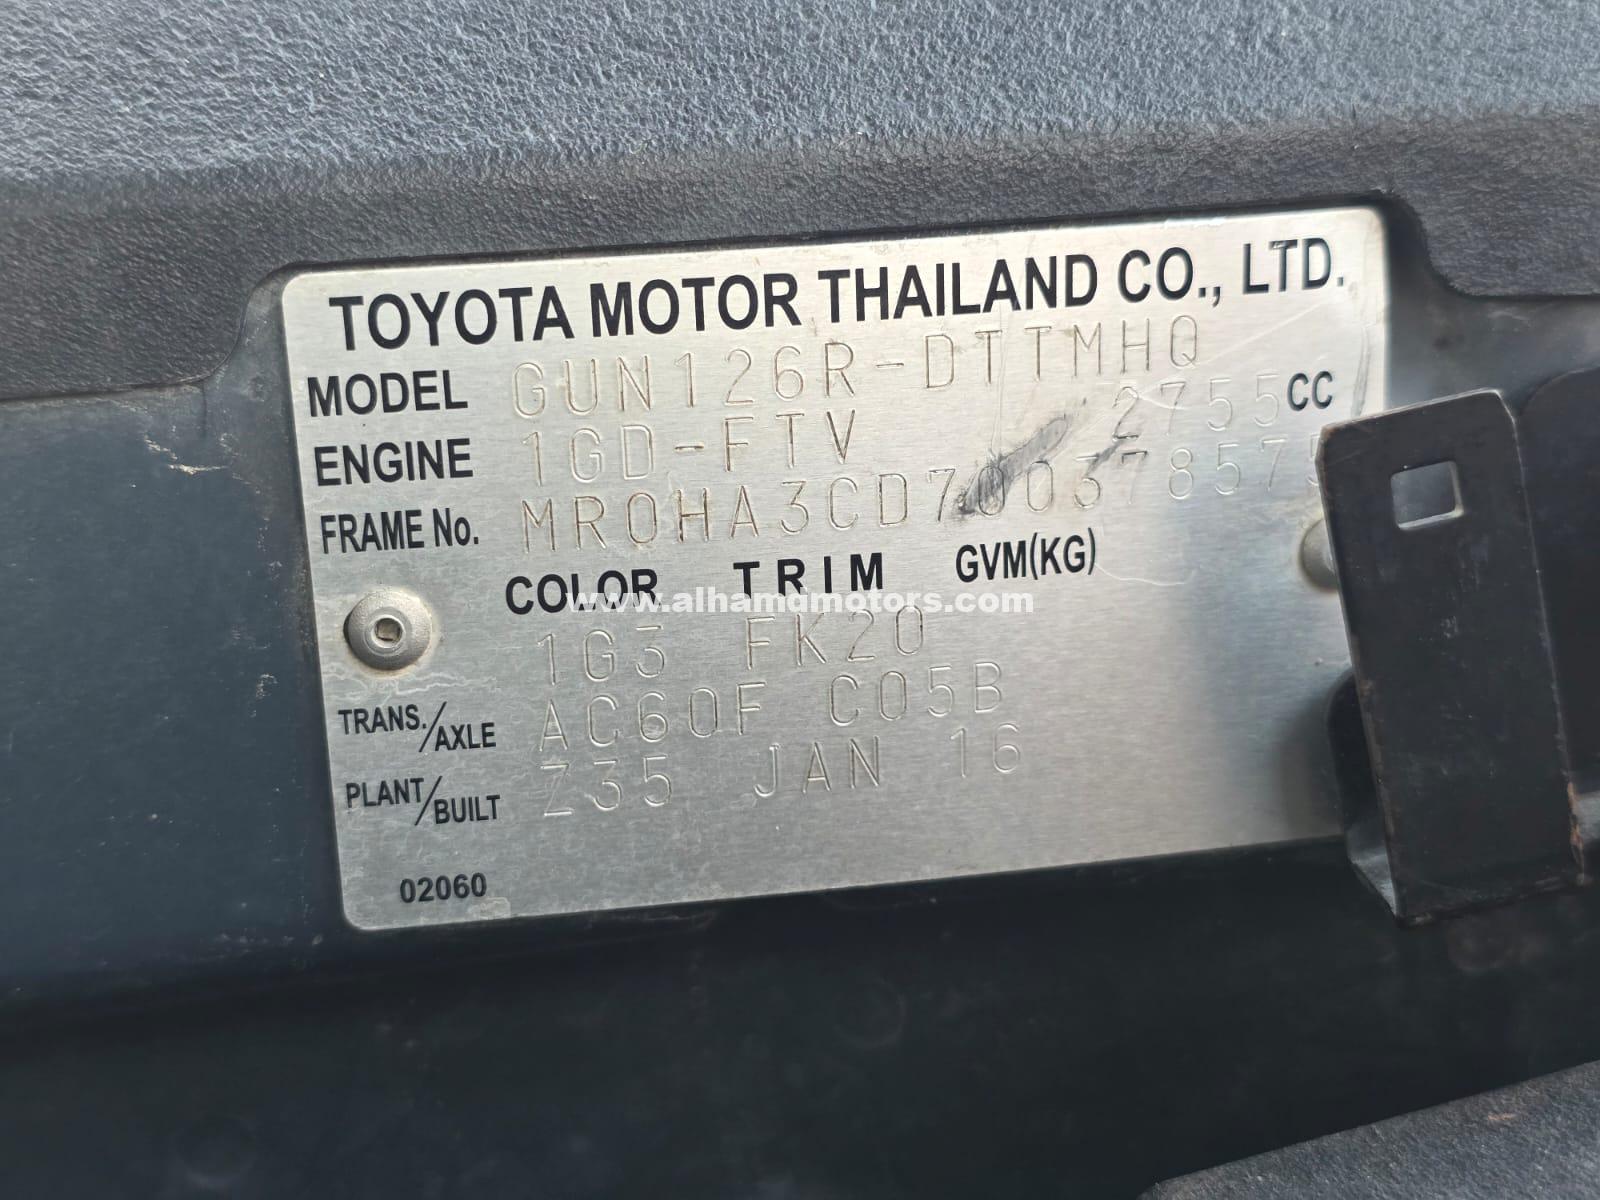 TOYOTA MOTOR THAILAND CO., LTD.
MODEL GUN126R-DTTMHQ
ENGINE 1GD-FTV 2755 CC
FRAME No. MR0HA3CD700378575
COLOR TRIM GVM(KG)
www.alhamdmotors.com
1G3 FK20
TRANS./AXLE AC60F C05B
PLANT/BUILT Z35 JAN 16
02060